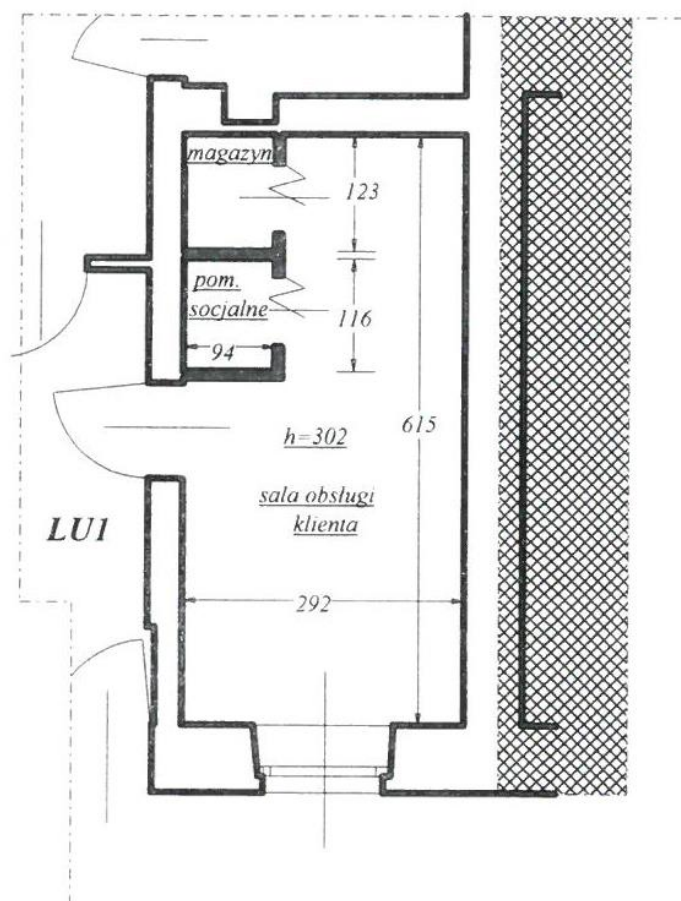 magazyn
123
pom.
socjalne
116
94
615
h=302
sala obsługi
klienta
LU1
292